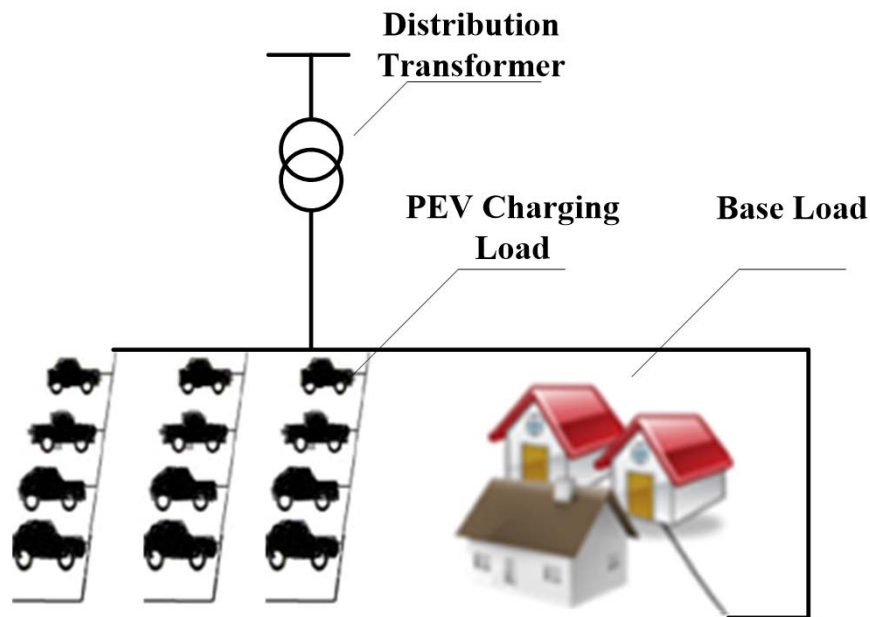 Distribution
Transformer
PEV Charging
Load
Base Load